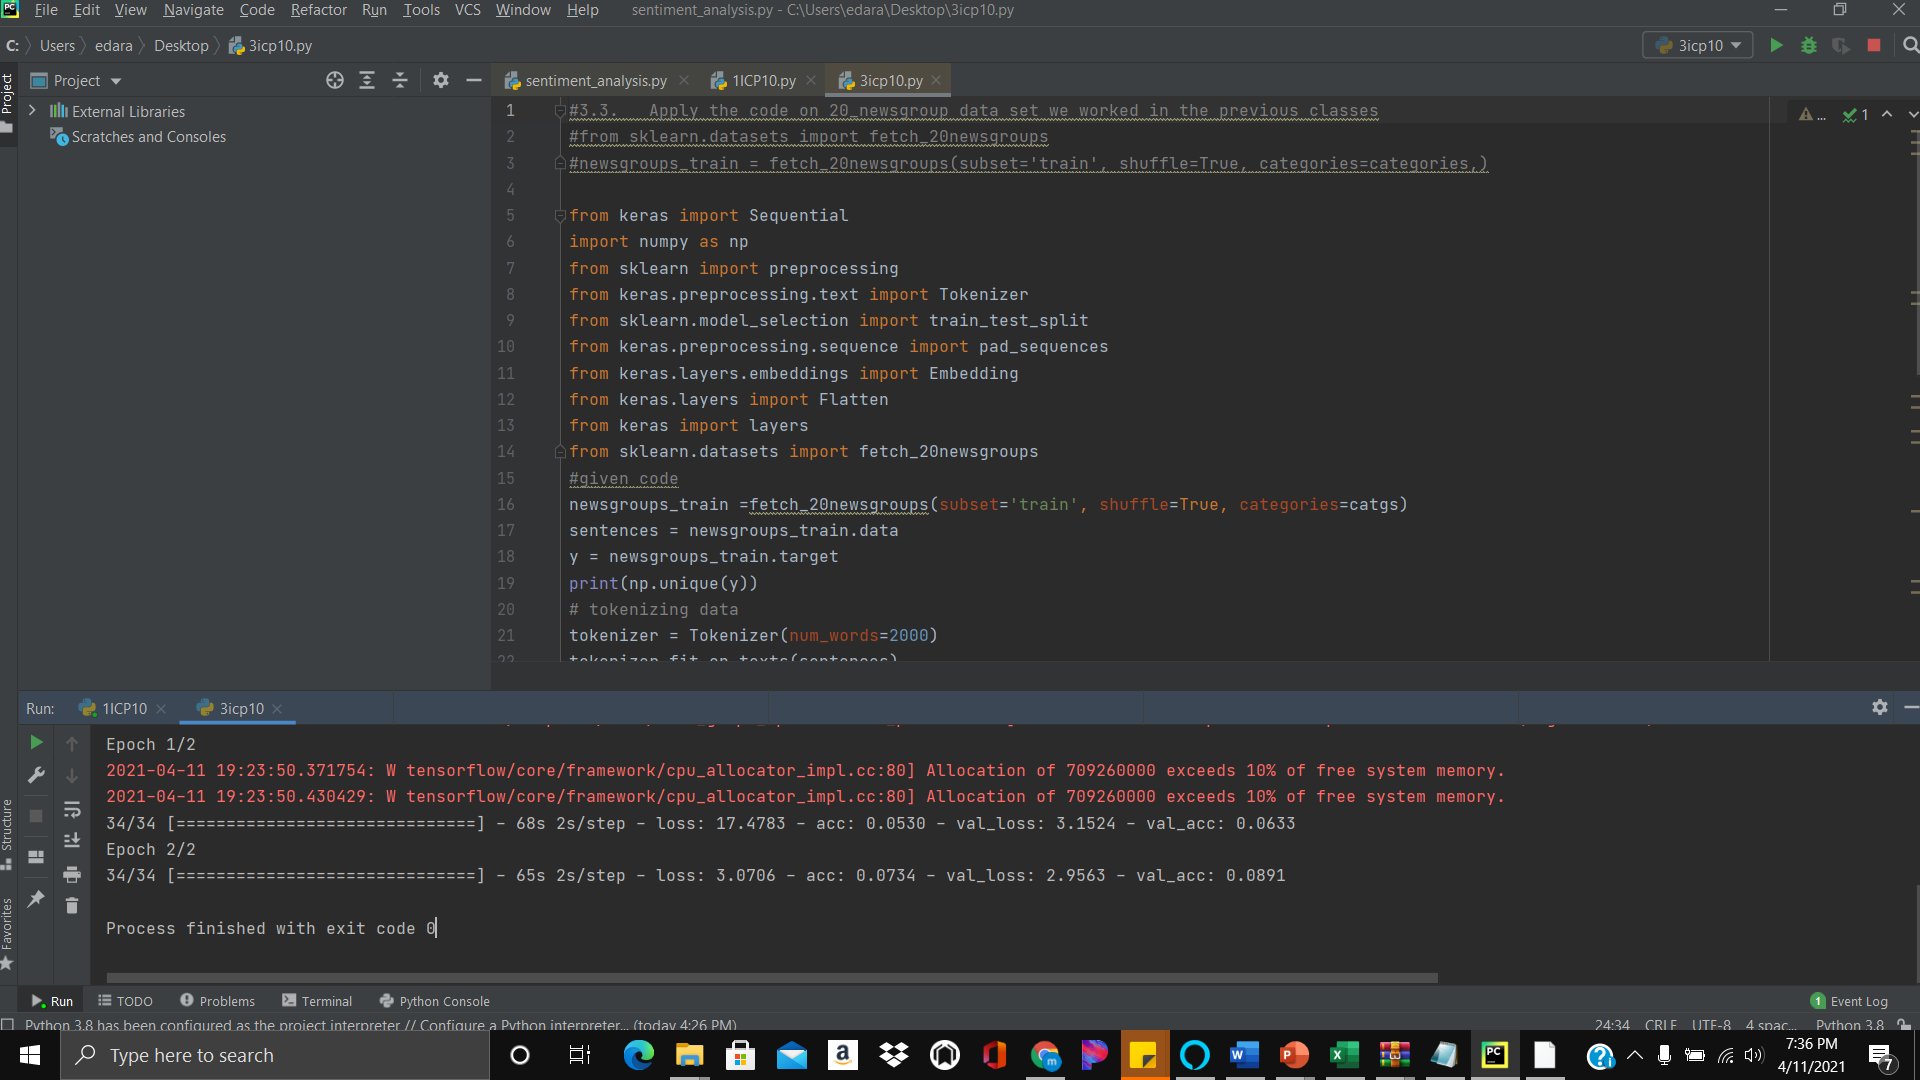 File Edit View Navigate Code Refactor Run Tools VCS Window Help sentiment_analysis.py - C:\Users\edara\Desktop\3icp10.py
C: Users edara Desktop 3icp10.py 3icp10
Project sentiment_analysis.py 1ICP10.py 3icp10.py
Project
External Libraries
Scratches and Consoles
1 #3.3. Apply the code on 20_newsgroup data set we worked in the previous classes
2 #from sklearn.datasets import fetch_20newsgroups
3 #newsgroups_train = fetch_20newsgroups(subset='train', shuffle=True, categories=categories,)
4
5 from keras import Sequential
6 import numpy as np
7 from sklearn import preprocessing
8 from keras.preprocessing.text import Tokenizer
9 from sklearn.model_selection import train_test_split
10 from keras.preprocessing.sequence import pad_sequences
11 from keras.layers.embeddings import Embedding
12 from keras.layers import Flatten
13 from keras import layers
14 from sklearn.datasets import fetch_20newsgroups
15 #given code
16 newsgroups_train =fetch_20newsgroups(subset='train', shuffle=True, categories=catgs)
17 sentences = newsgroups_train.data
18 y = newsgroups_train.target
19 print(np.unique(y))
20 # tokenizing data
21 tokenizer = Tokenizer(num_words=2000)
22 tokenizer.fit_on_texts(sentences)
... 1
Run: 1ICP10 3icp10
Epoch 1/2
2021-04-11 19:23:50.371754: W tensorflow/core/framework/cpu_allocator_impl.cc:80] Allocation of 709260000 exceeds 10% of free system memory.
2021-04-11 19:23:50.430429: W tensorflow/core/framework/cpu_allocator_impl.cc:80] Allocation of 709260000 exceeds 10% of free system memory.
34/34 [==============================] - 68s 2s/step - loss: 17.4783 - acc: 0.0530 - val_loss: 3.1524 - val_acc: 0.0633
Epoch 2/2
34/34 [==============================] - 65s 2s/step - loss: 3.0706 - acc: 0.0734 - val_loss: 2.9563 - val_acc: 0.0891
Process finished with exit code 0
Structure
Favorites
Run TODO Problems Terminal Python Console 1 Event Log
Python 3.8 has been configured as the project interpreter // Configure a Python interpreter... (today 4:26 PM) 24:34 CRLF UTF-8 4 spac... Python 3.8
Type here to search
7:36 PM
4/11/2021
7